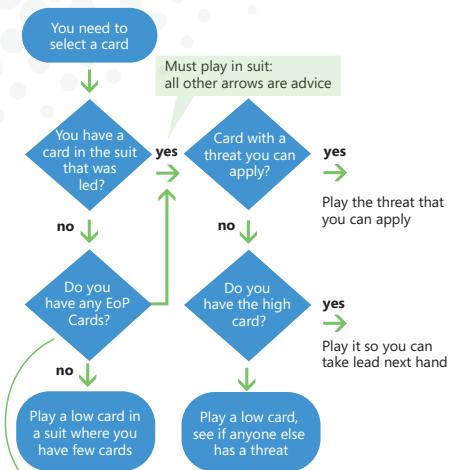 You need to
select a card
Must play in suit:
all other arrows are advice
You have a
card in the suit
that was
led?
yes
Card with a
threat you can
apply?
yes
Play the threat that
you can apply
no
no
Do you
have any EoP
Cards?
Do you
have the high
card?
yes
Play it so you can
take lead next hand
no
Play a low card in
a suit where you
have few cards
Play a low card,
see if anyone else
has a threat